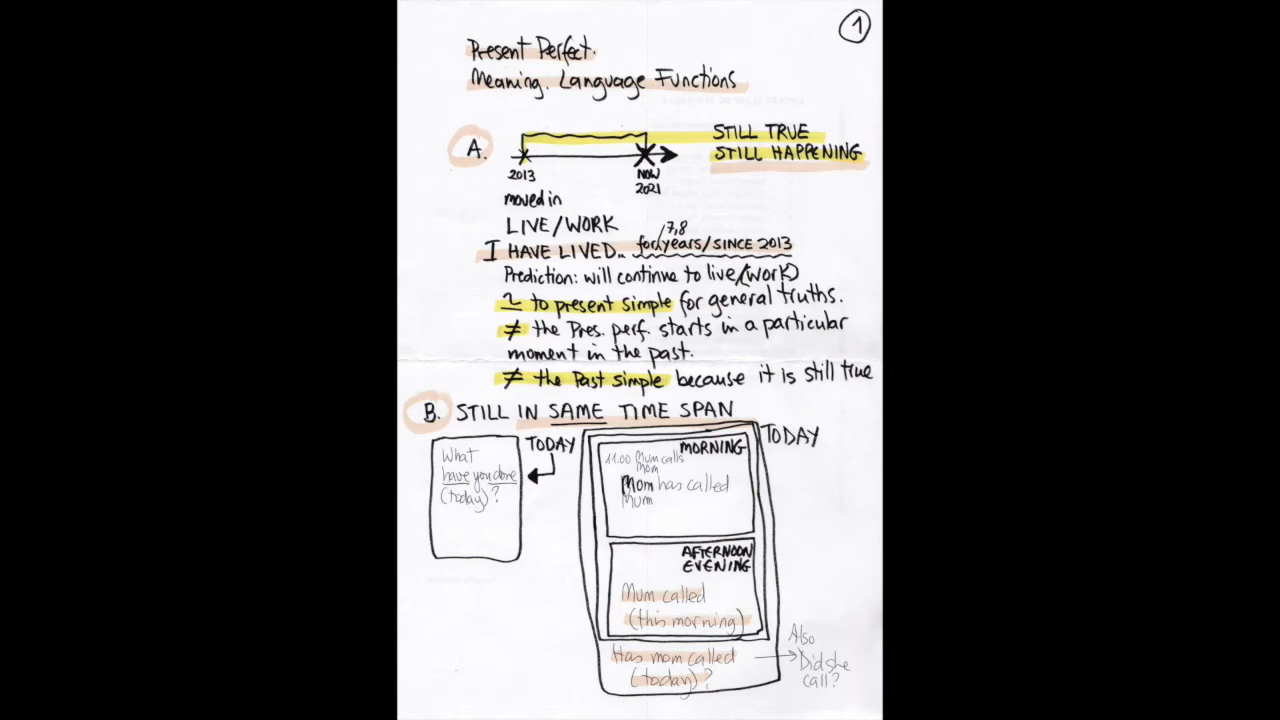 1
Present Perfect.
Meaning. Language Functions
A.
STILL TRUE
STILL HAPPENING
2013
NOW
2021
moved in
LIVE/WORK
7,8
I HAVE LIVED.. for/years/SINCE 2013
Prediction: will continue to live/(work)
≃ to present simple for general truths.
≠ the Pres. perf. starts in a particular
moment in the past.
≠ the Past simple because it is still true
B. STILL IN SAME TIME SPAN
TODAY
What
have you done
(today)?
TODAY
MORNING
11.00 Mum calls
Mom
Mom has called
Mum
AFTERNOON
EVENING
Mum called
(this morning)
Has mom called
(today)?
Also
Did she
call?